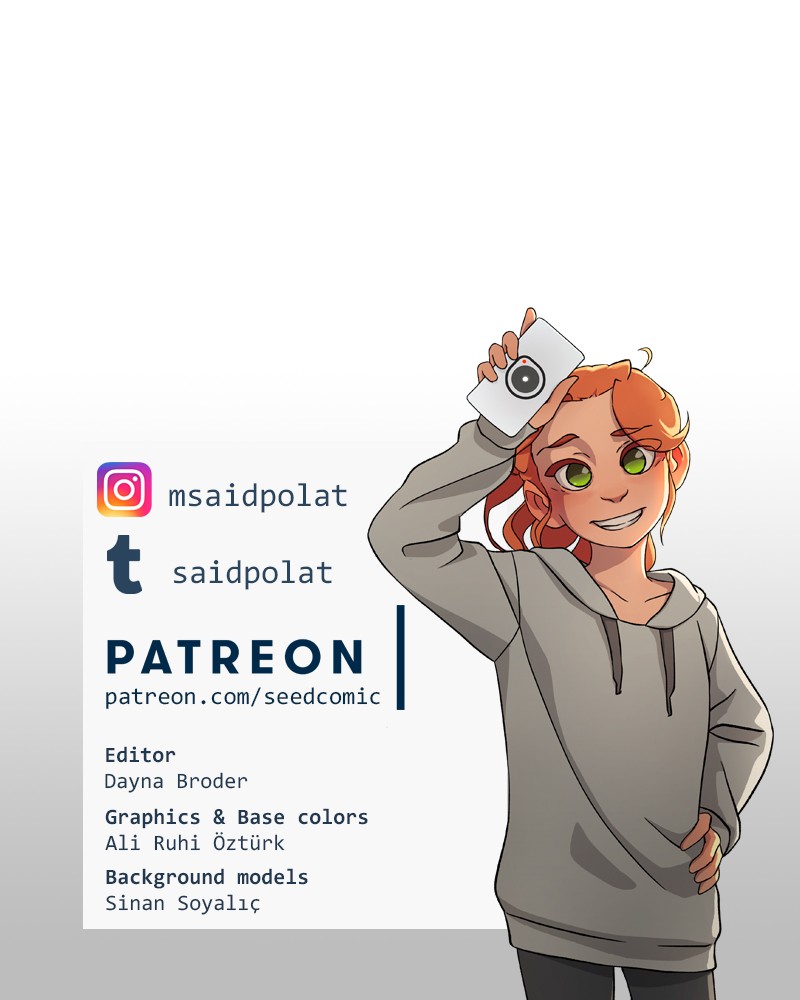 msaidpolat
t saidpolat
PATREON
patreon.com/seedcomic
Editor
Dayna Broder
Graphics & Base colors
Ali Ruhi Öztürk
Background models
Sinan Soyalıç